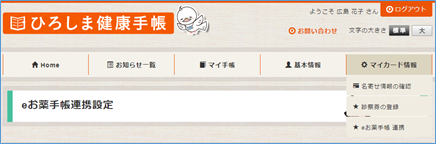 ようこそ 広島 花子 さん
ログアウト
ひろしま健康手帳
お問い合わせ
文字の大きさ 標準 大
Home
お知らせ一覧
マイ手帳
基本情報
マイカード情報
名寄せ情報の確認
診察券の登録
eお薬手帳 連携
eお薬手帳連携設定